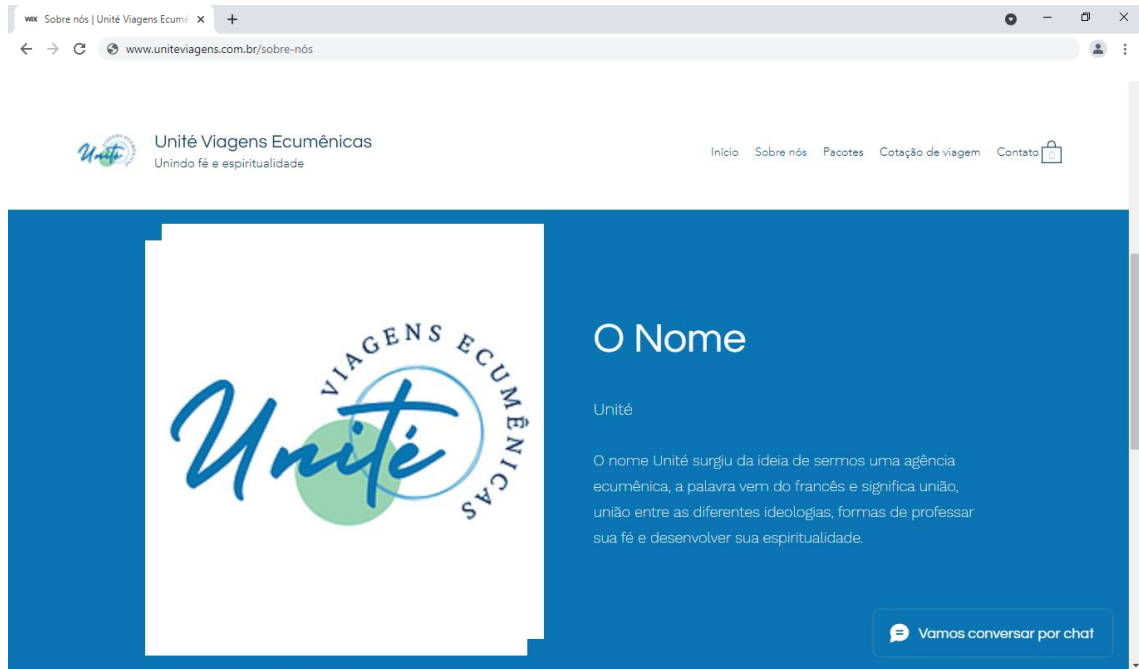 WIX Sobre nós | Unité Viagens Ecumê
www.uniteviagens.com.br/sobre-nós
Unité
Unité Viagens Ecumênicas
Unindo fé e espiritualidade
Início Sobre nós Pacotes Cotação de viagem Contato 0
VIAGENS ECUMÊNICAS
Unité
O Nome
Unité
O nome Unité surgiu da ideia de sermos uma agência
ecumênica, a palavra vem do francês e significa união,
união entre as diferentes ideologias, formas de professar
sua fé e desenvolver sua espiritualidade.
Vamos conversar por chat